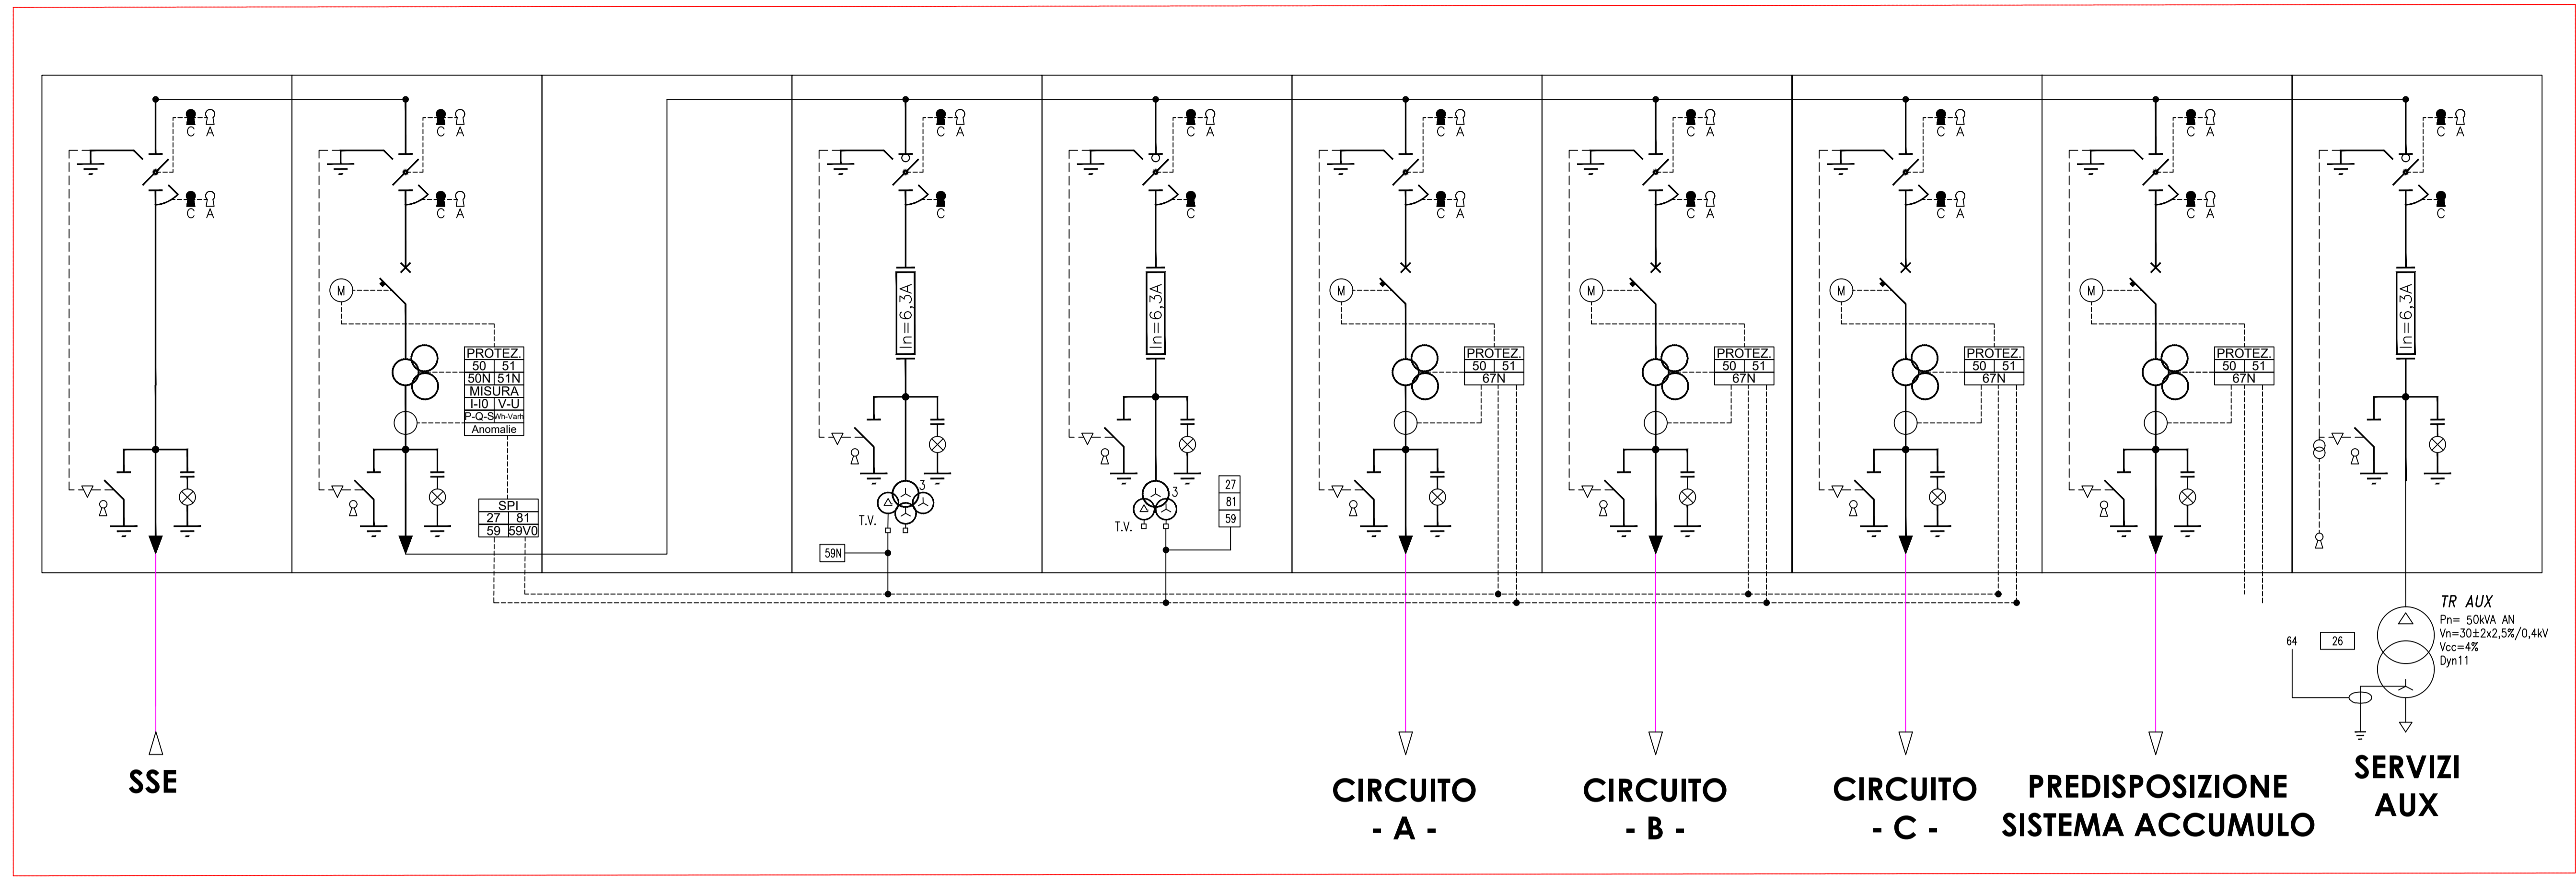 C A
C A
C A
C A
C A
C A
C A
C A
C A
C A
C A
C
C
C A
C A
C A
C A
C
In=6,3A
In=6,3A
In=6,3A
M
M
M
M
M
PROTEZ.
50 51
50N 51N
MISURA
I-I0 V-U
P-Q-S Wh-Varh
Anomalie
PROTEZ.
50 51
67N
PROTEZ.
50 51
67N
PROTEZ.
50 51
67N
PROTEZ.
50 51
67N
SPI
27 81
59 59V0
3
T.V.
59N
3
T.V.
27
81
59
TR AUX
Pn= 50kVA AN
Vn=30±2x2,5%/0,4kV
Vcc=4%
Dyn11
64
26
SSE
CIRCUITO
- A -
CIRCUITO
- B -
CIRCUITO
- C -
PREDISPOSIZIONE
SISTEMA ACCUMULO
SERVIZI
AUX